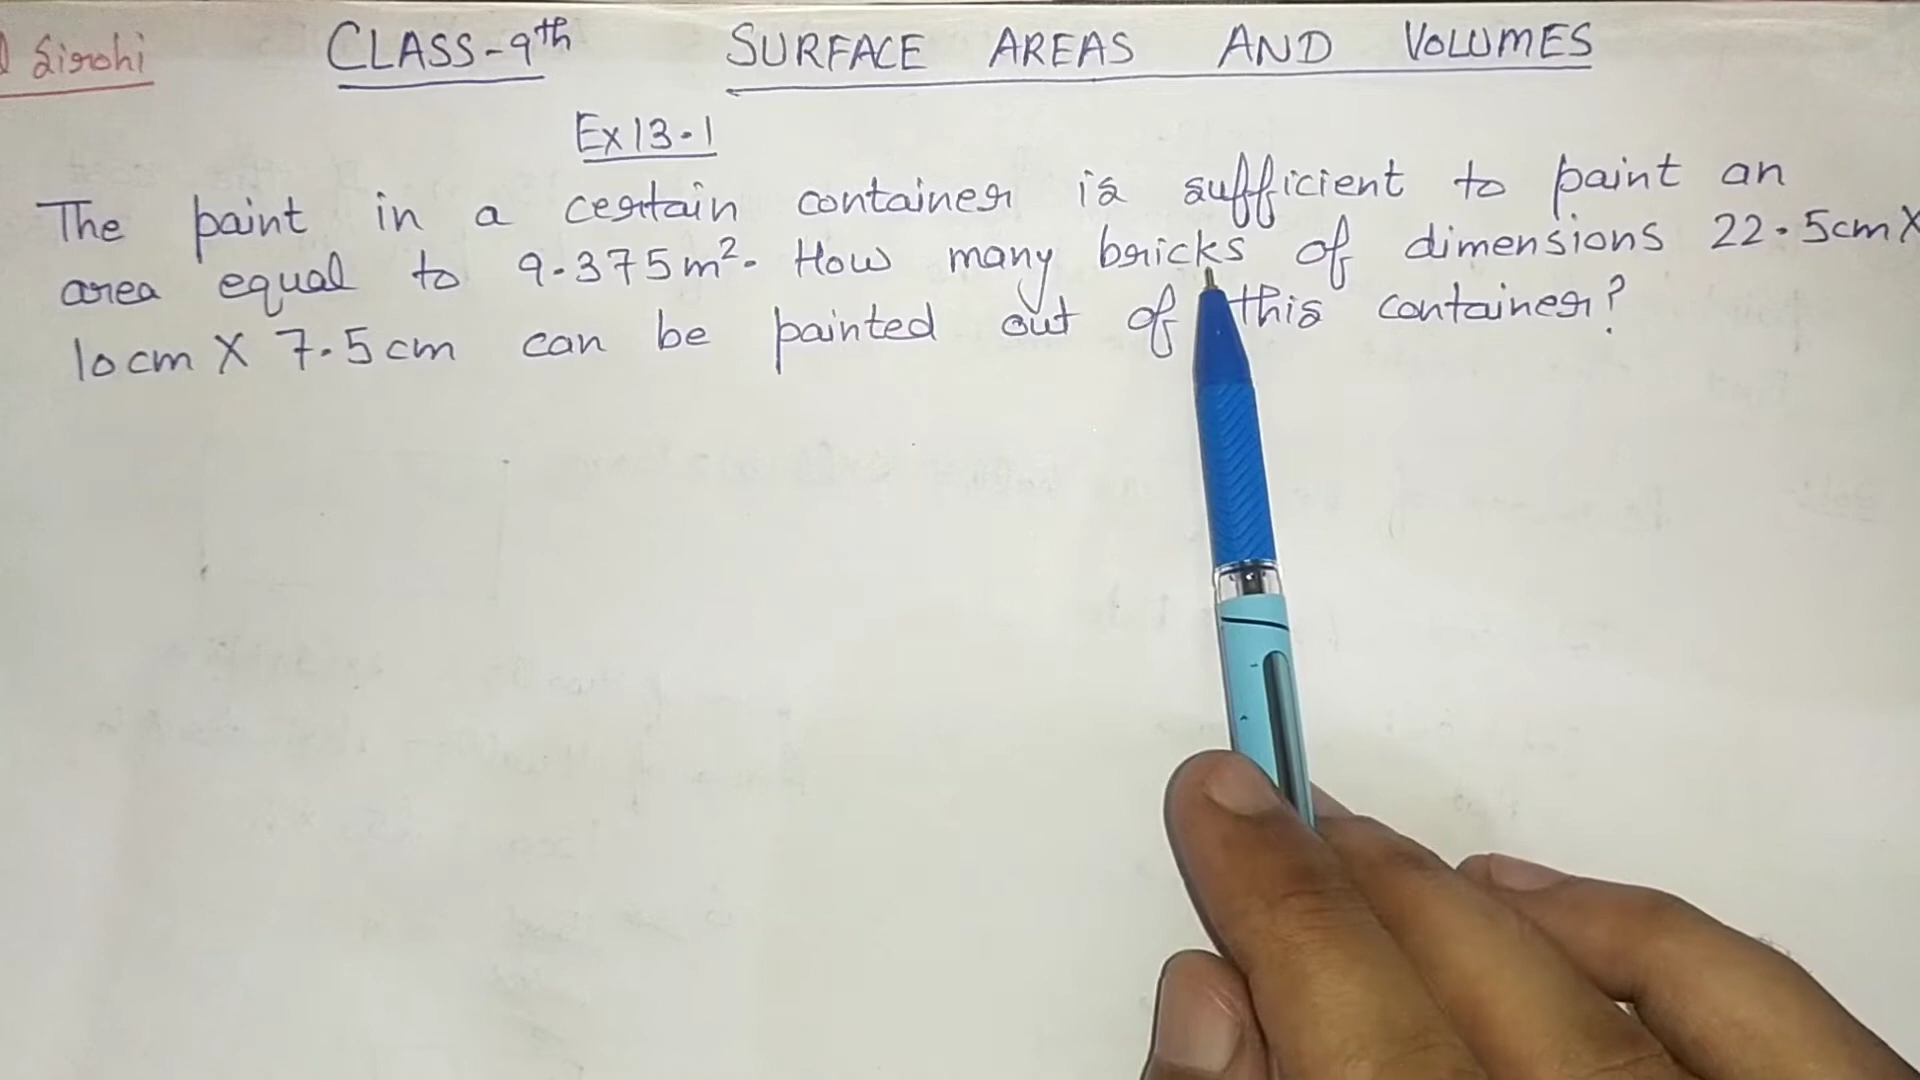 Sirohi CLASS-9th SURFACE AREAS AND VOLUMES
Ex 13.1
The paint in a certain container is sufficient to paint an
area equal to 9.375m². How many bricks of dimensions 22.5cm X
10cm X 7.5cm can be painted out of this container?